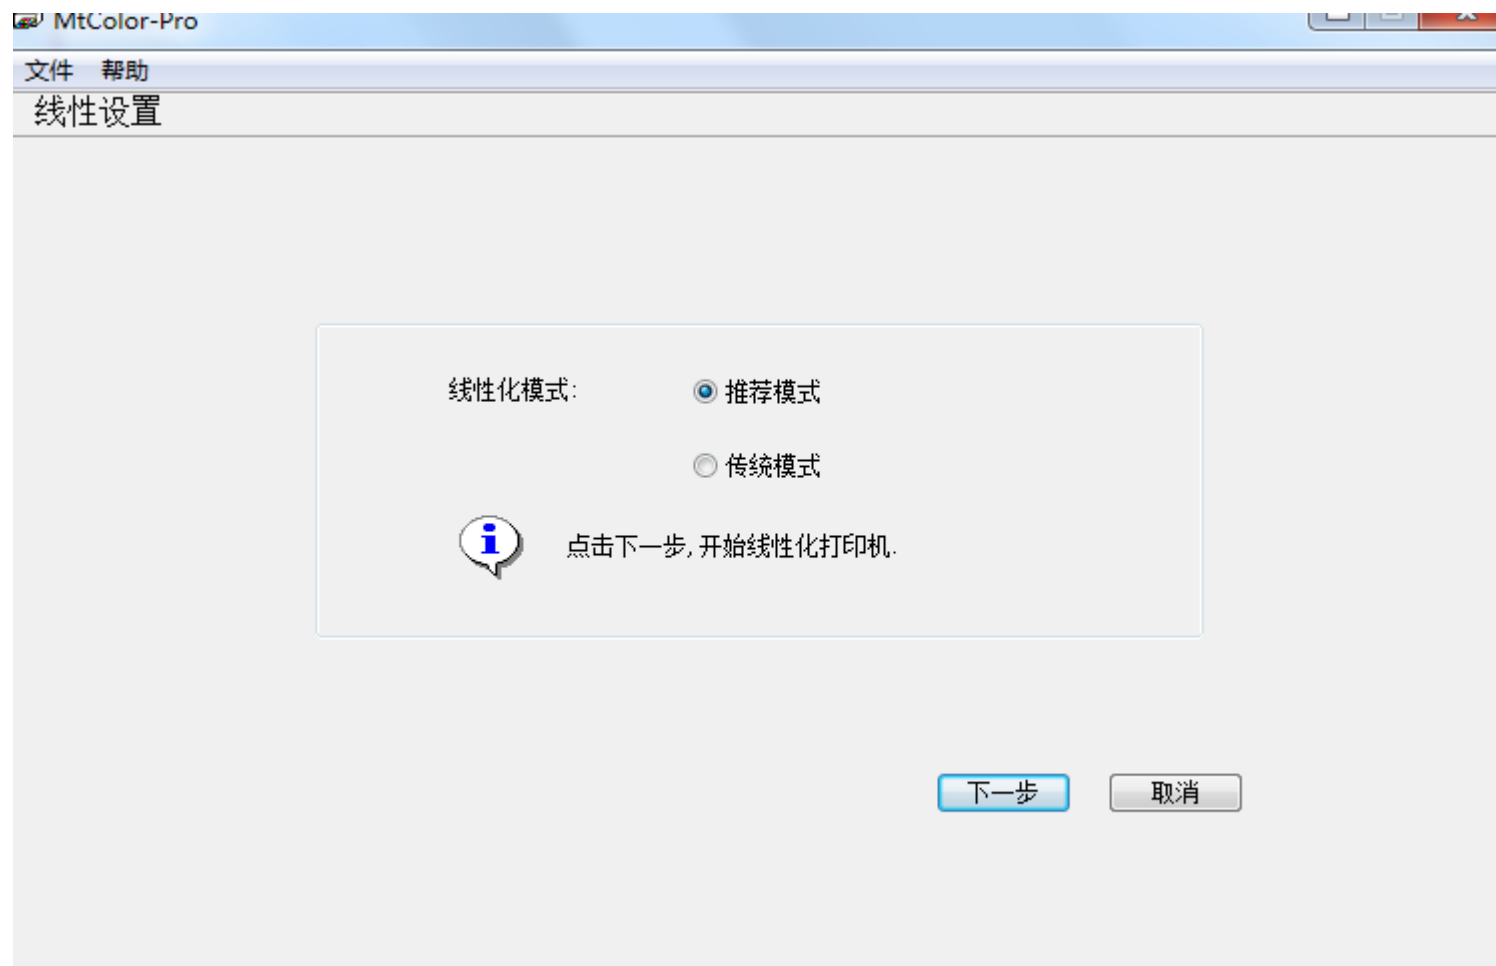 MtColor-Pro
文件 帮助
线性设置
线性化模式: 推荐模式
传统模式
点击下一步, 开始线性化打印机.
下一步 取消